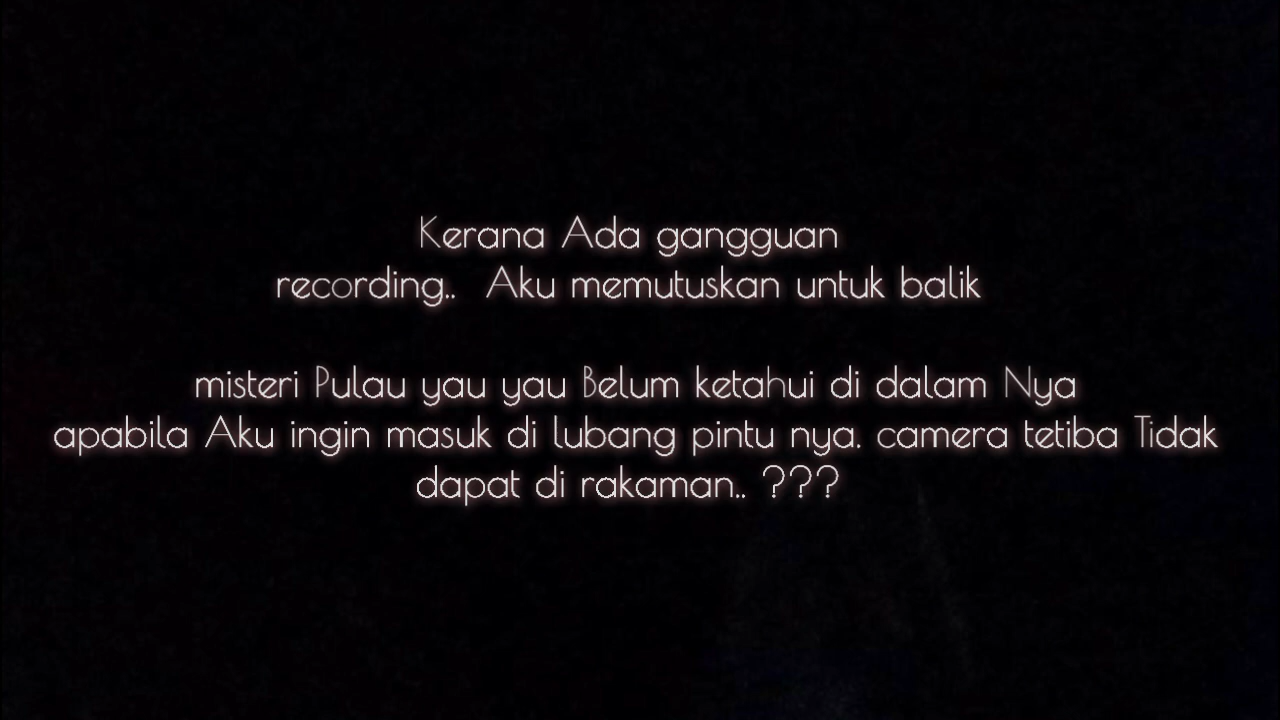 Kerana Ada gangguan
recording.. Aku memutuskan untuk balik
misteri Pulau yau yau Belum ketahui di dalam Nya
apabila Aku ingin masuk di lubang pintu nya. camera tetiba Tidak
dapat di rakaman.. ???